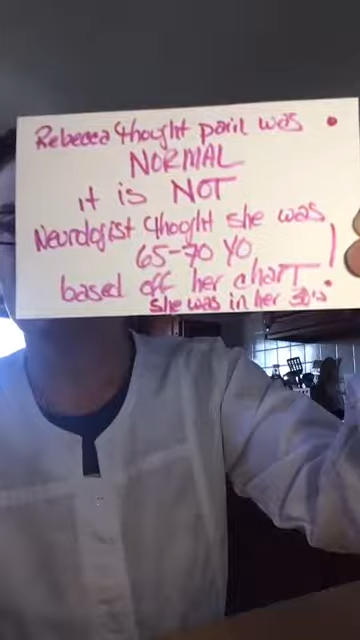 Rebecca thought pain was
NORMAL
it is NOT
Neurologist thought she was
65-70 YO
based off her chart
she was in her 30's